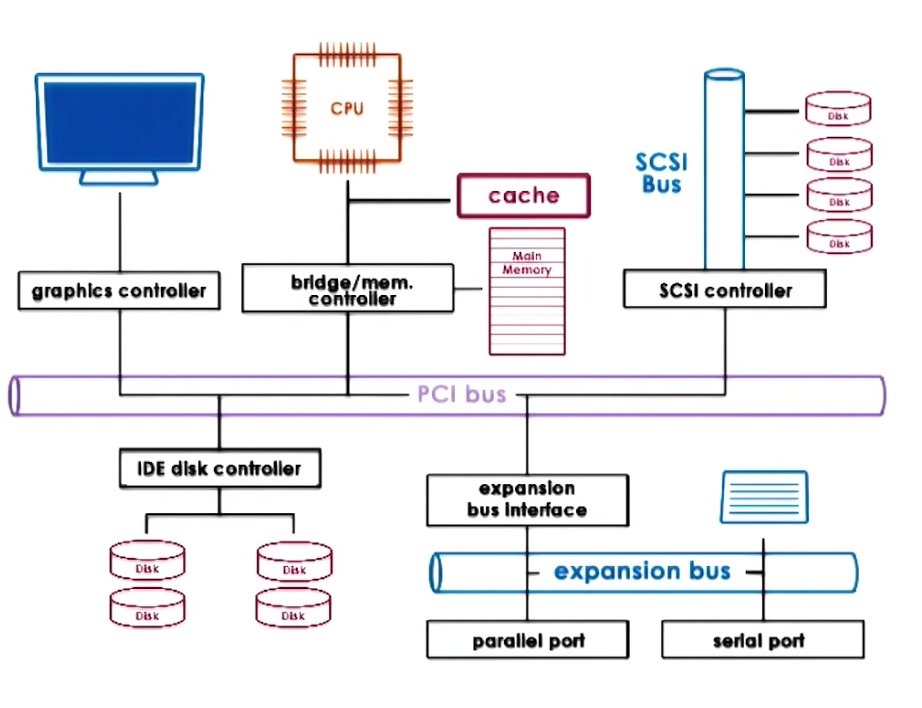 CPU
SCSI
Bus
Disk
Disk
Disk
Disk
cache
Main
Memory
graphics controller
bridge/mem.
controller
SCSI controller
PCI bus
IDE disk controller
expansion
bus interface
Disk
Disk
Disk
Disk
expansion bus
parallel port
serial port